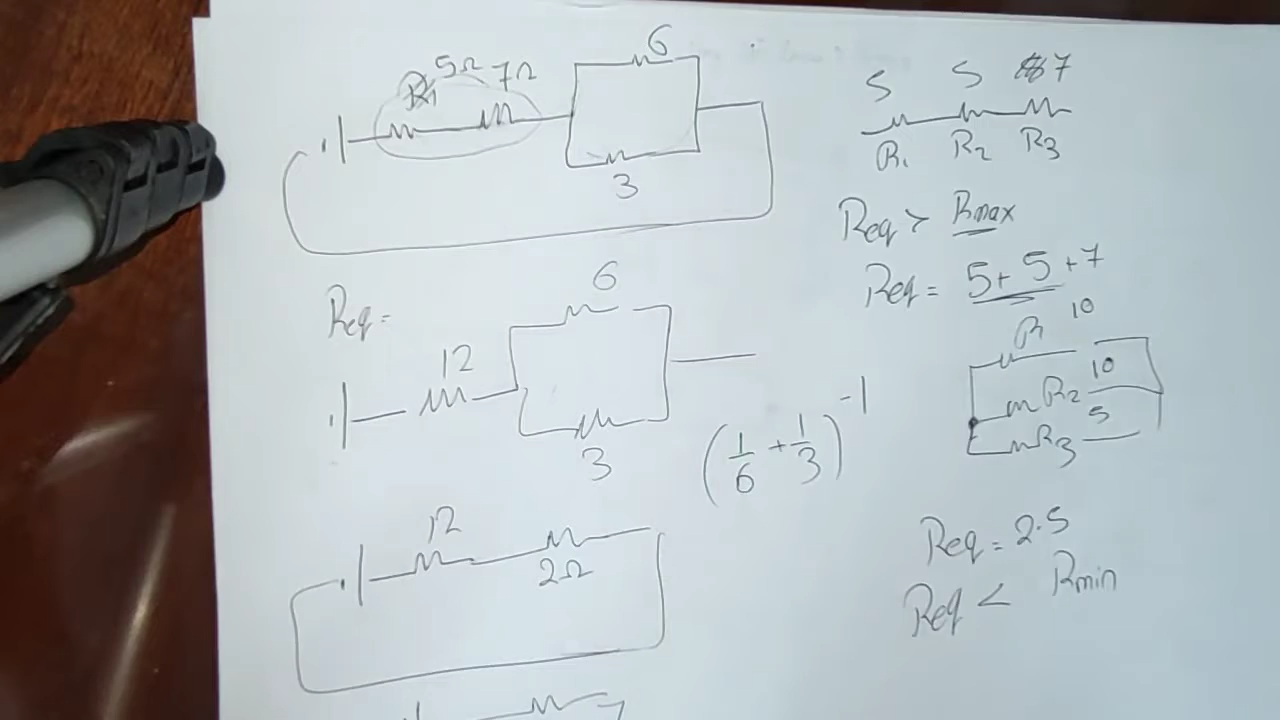 R1 5Ω 7Ω
6
3
Req =
12
6
3
(1/6 + 1/3)^-1
12
2Ω
5 5 7
R1 R2 R3
Req > Rmax
Req = 5 + 5 + 7
R 10
R2 10
R3 5
Req = 2.5
Req < Rmin